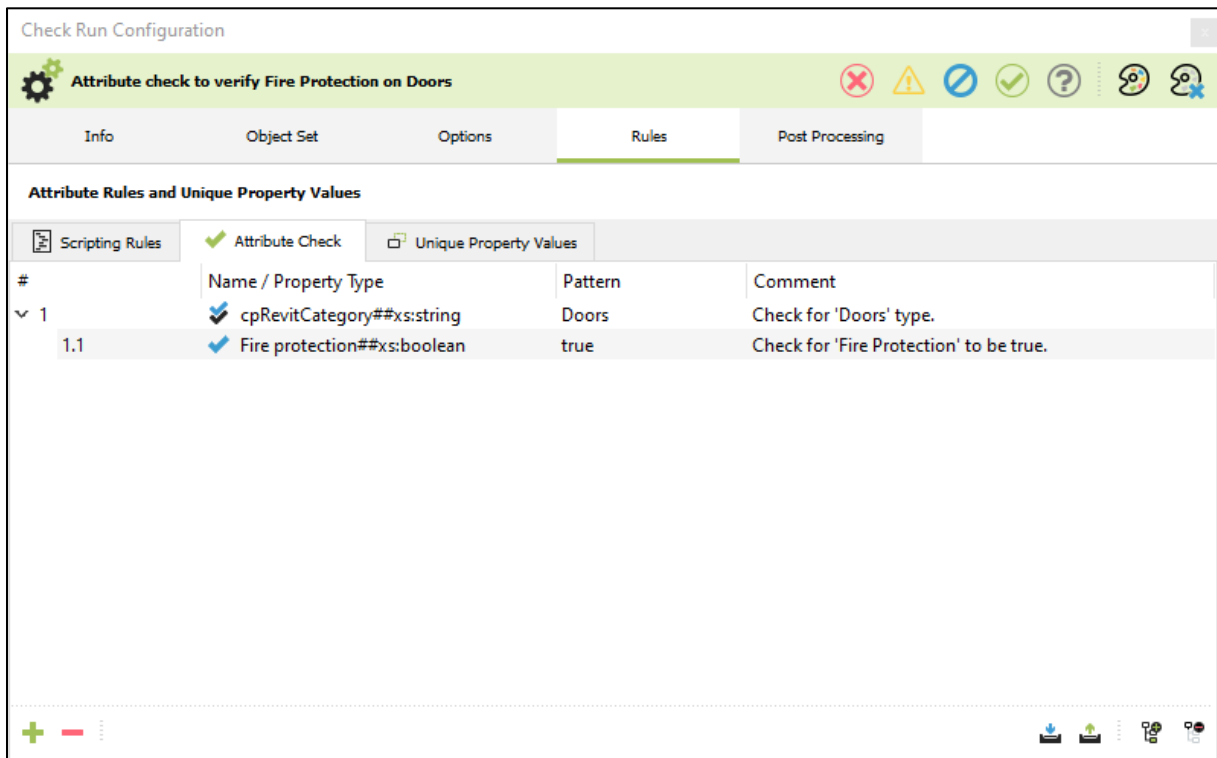 Check Run Configuration
Attribute check to verify Fire Protection on Doors
Info Object Set Options Rules Post Processing
Attribute Rules and Unique Property Values
Scripting Rules Attribute Check Unique Property Values
# Name / Property Type Pattern Comment
1 cpRevitCategory##xs:string Doors Check for 'Doors' type.
1.1 Fire protection##xs:boolean true Check for 'Fire Protection' to be true.